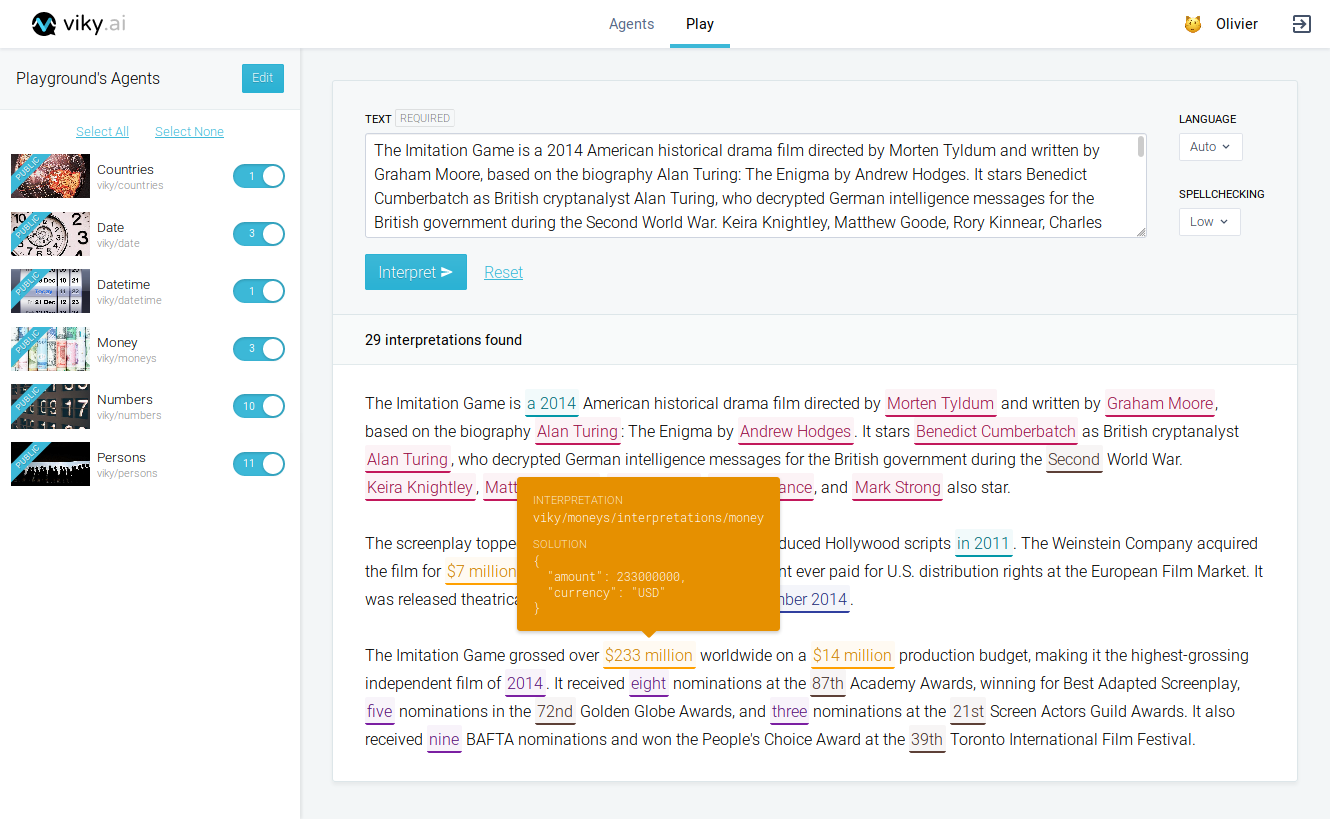 viky.ai
Agents
Play
Olivier
Playground's Agents
Edit
Select All
Select None
PUBLIC
Countries
viky/countries
1
PUBLIC
Date
viky/date
3
PUBLIC
Datetime
viky/datetime
1
PUBLIC
Money
viky/moneys
3
PUBLIC
Numbers
viky/numbers
10
PUBLIC
Persons
viky/persons
11
TEXT REQUIRED
The Imitation Game is a 2014 American historical drama film directed by Morten Tyldum and written by
Graham Moore, based on the biography Alan Turing: The Enigma by Andrew Hodges. It stars Benedict
Cumberbatch as British cryptanalyst Alan Turing, who decrypted German intelligence messages for the
British government during the Second World War. Keira Knightley, Matthew Goode, Rory Kinnear, Charles
LANGUAGE
Auto
SPELLCHECKING
Low
Interpret
Reset
29 interpretations found
The Imitation Game is a 2014 American historical drama film directed by Morten Tyldum and written by Graham Moore,
based on the biography Alan Turing: The Enigma by Andrew Hodges. It stars Benedict Cumberbatch as British cryptanalyst
Alan Turing, who decrypted German intelligence messages for the British government during the Second World War.
Keira Knightley, Matt ance, and Mark Strong also star.
INTERPRETATION
viky/moneys/interpretations/money
SOLUTION
{
"amount": 233000000,
"currency": "USD"
}
The screenplay toppe duced Hollywood scripts in 2011. The Weinstein Company acquired
the film for $7 million nt ever paid for U.S. distribution rights at the European Film Market. It
was released theatrica ber 2014.
The Imitation Game grossed over $233 million worldwide on a $14 million production budget, making it the highest-grossing
independent film of 2014. It received eight nominations at the 87th Academy Awards, winning for Best Adapted Screenplay,
five nominations in the 72nd Golden Globe Awards, and three nominations at the 21st Screen Actors Guild Awards. It also
received nine BAFTA nominations and won the People's Choice Award at the 39th Toronto International Film Festival.